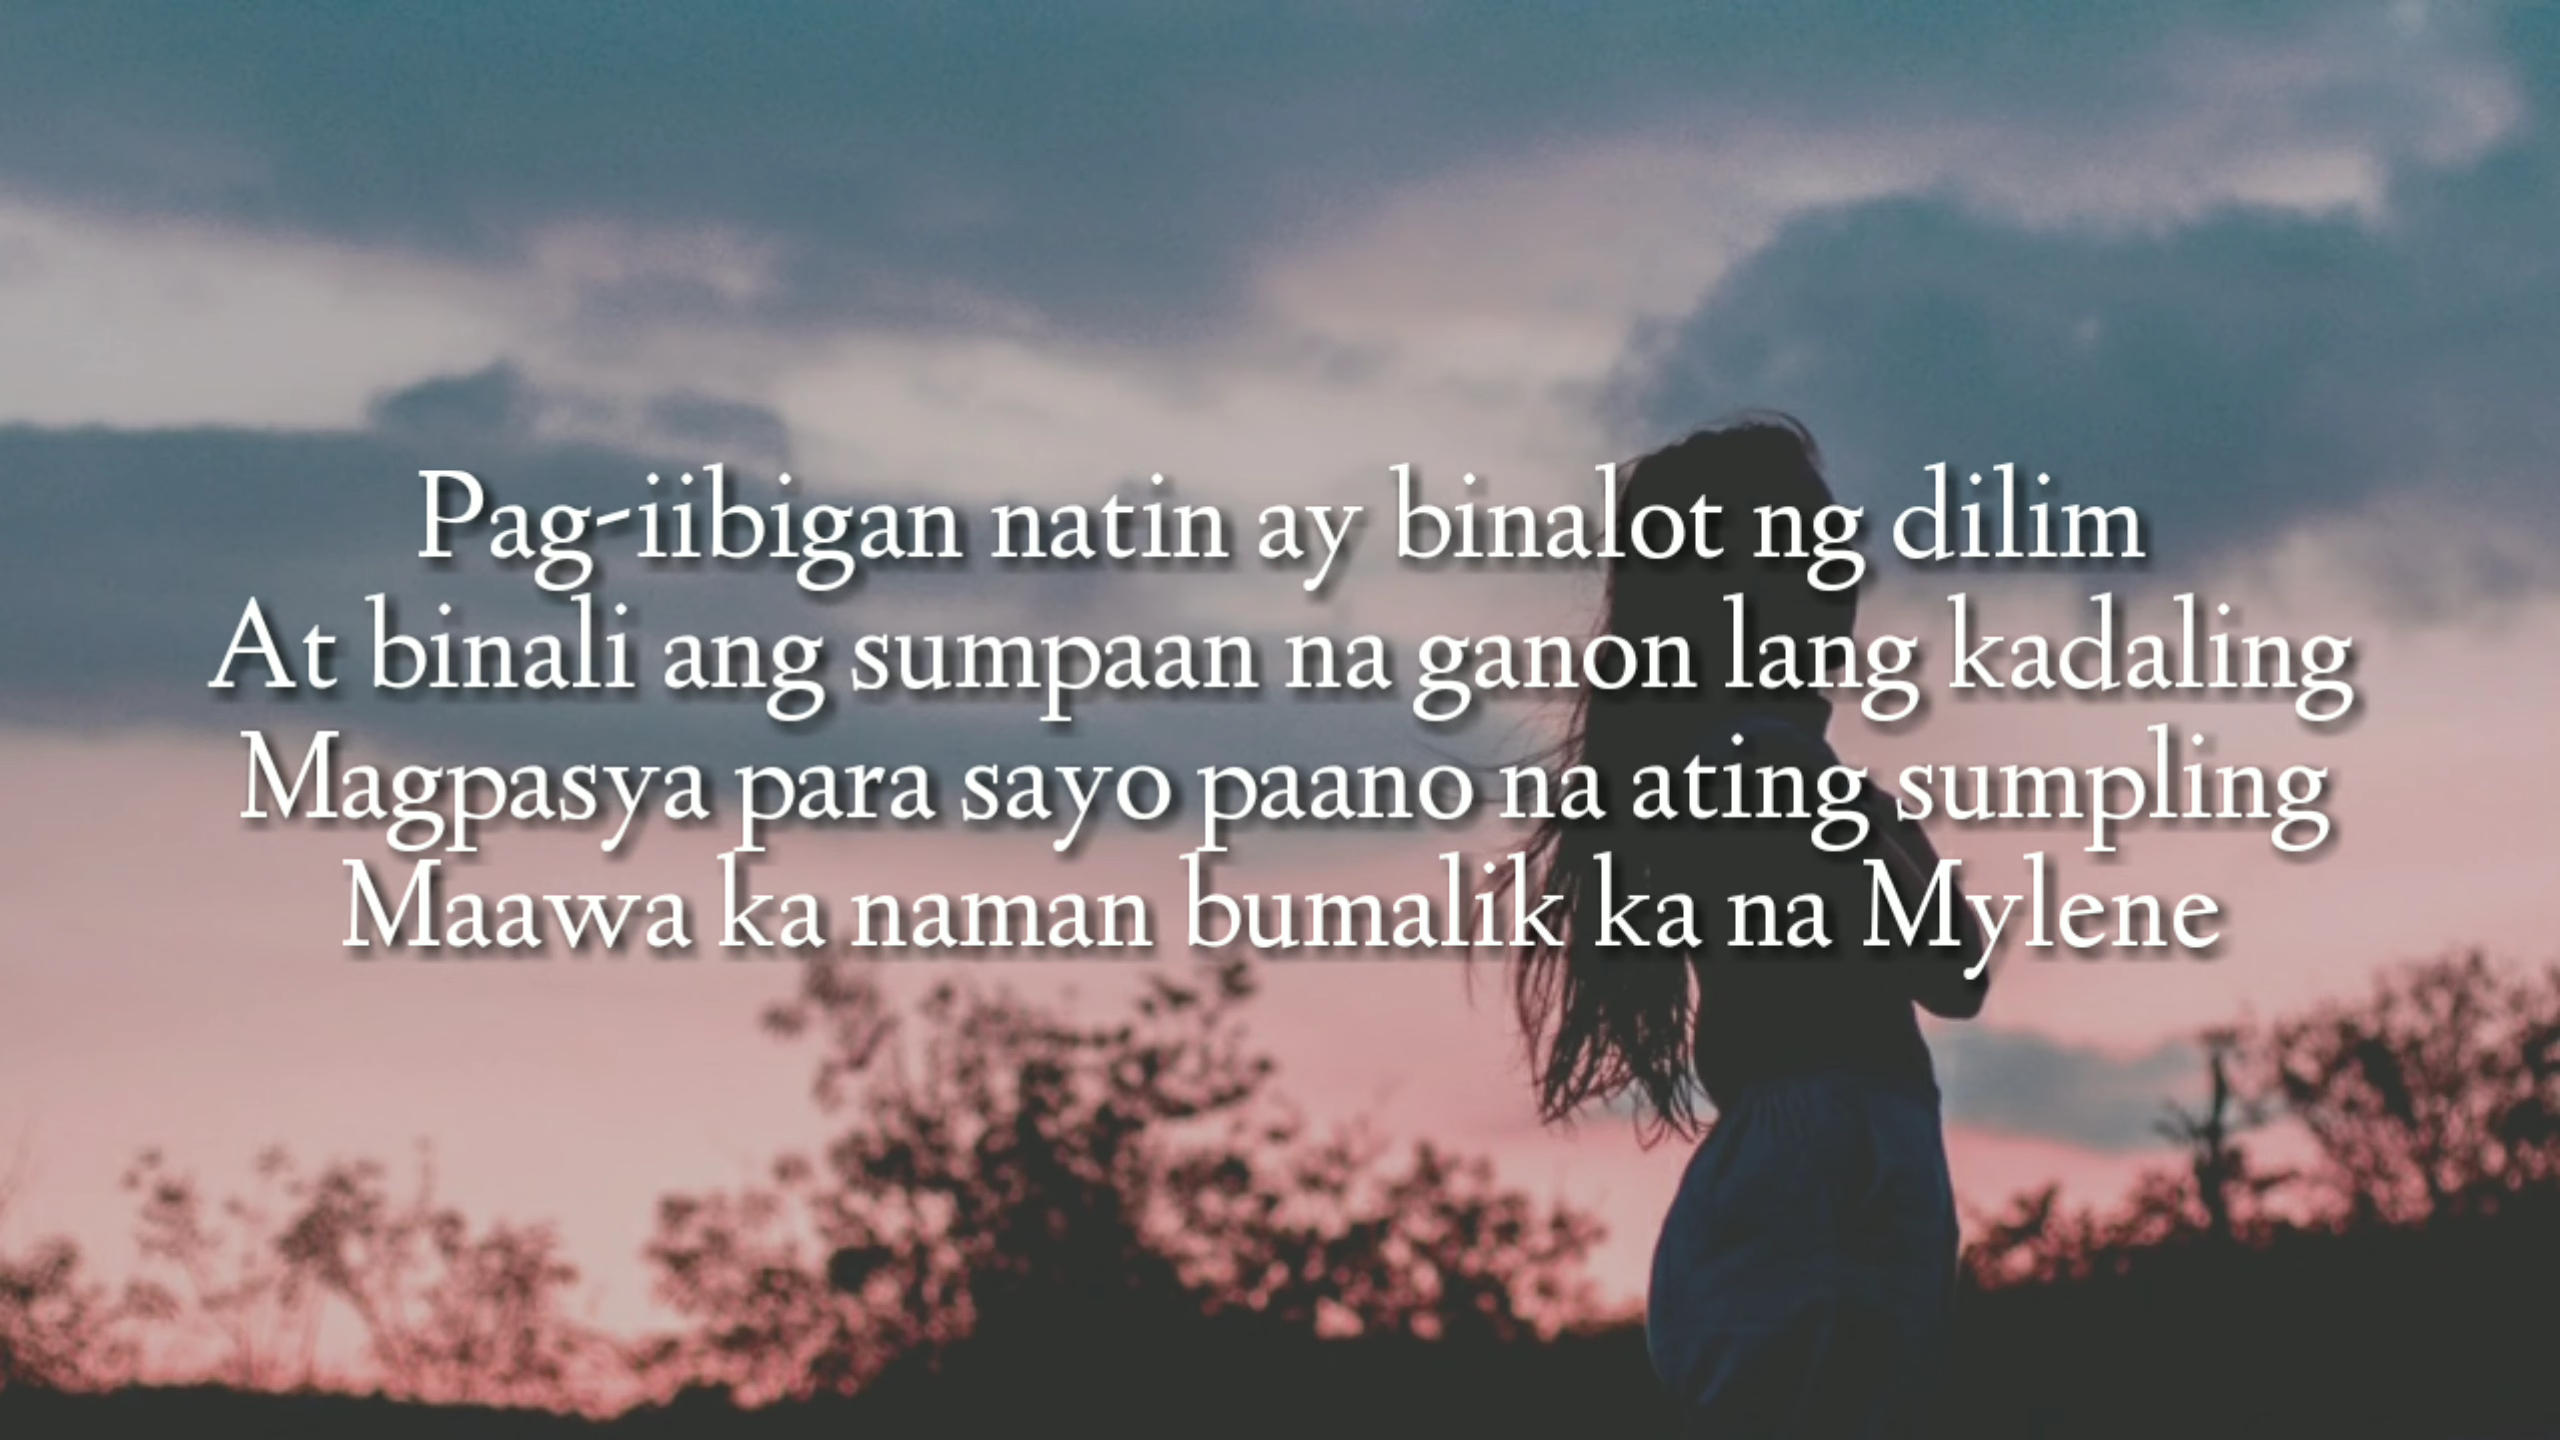 Pag-iibigan natin ay binalot ng dilim
At binali ang sumpaan na ganon lang kadaling
Magpasya para sayo paano na ating sumpling
Maawa ka naman bumalik ka na Mylene